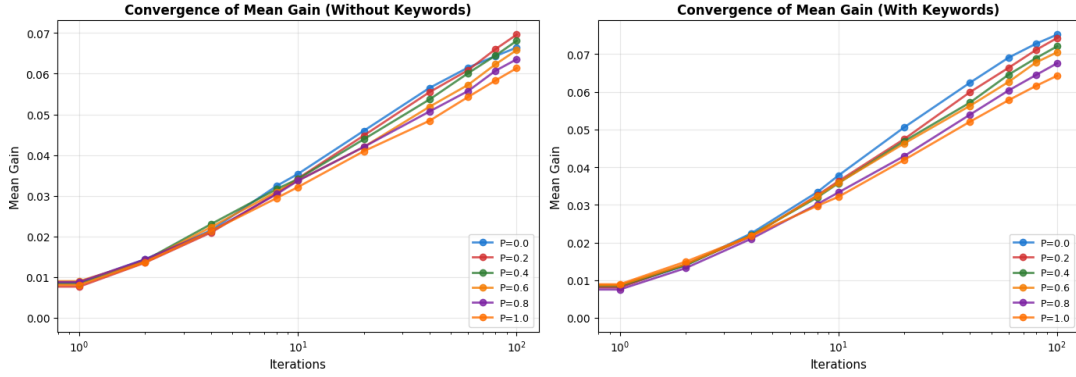 Convergence of Mean Gain (Without Keywords)
0.07
0.06
0.05
0.04
0.03
0.02
0.01
0.00
Mean Gain
P=0.0
P=0.2
P=0.4
P=0.6
P=0.8
P=1.0
10⁰
10¹
10²
Iterations
Convergence of Mean Gain (With Keywords)
0.07
0.06
0.05
0.04
0.03
0.02
0.01
0.00
Mean Gain
P=0.0
P=0.2
P=0.4
P=0.6
P=0.8
P=1.0
10⁰
10¹
10²
Iterations